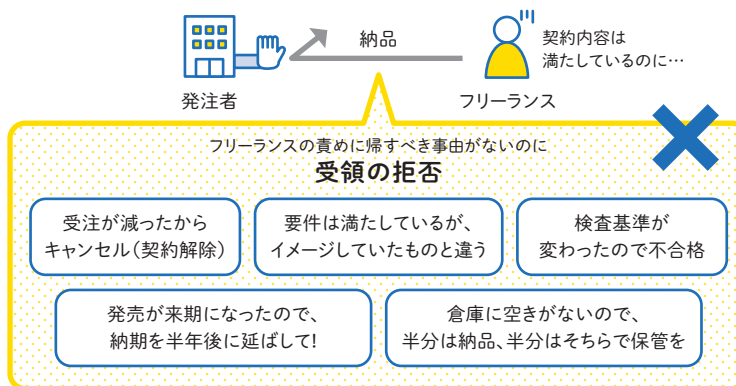 納品
契約内容は
満たしているのに…
発注者
フリーランス
フリーランスの責めに帰すべき事由がないのに
受領の拒否
受注が減ったから
キャンセル（契約解除）
要件は満たしているが、
イメージしていたものと違う
検査基準が
変わったので不合格
発売が来期になったので、
納期を半年後に延ばして！
倉庫に空きがないので、
半分は納品、半分はそちらで保管を